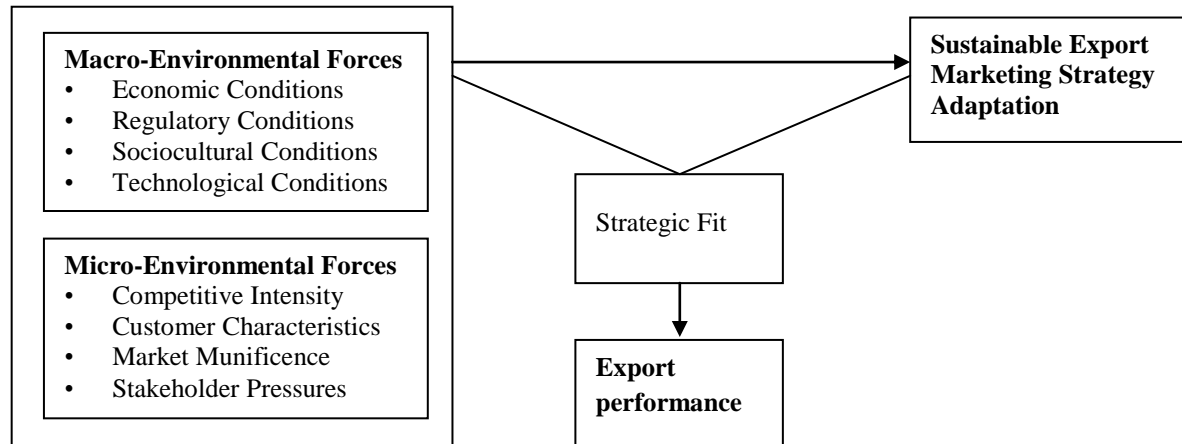 Macro-Environmental Forces
• Economic Conditions
• Regulatory Conditions
• Sociocultural Conditions
• Technological Conditions
Micro-Environmental Forces
• Competitive Intensity
• Customer Characteristics
• Market Munificence
• Stakeholder Pressures
Sustainable Export
Marketing Strategy
Adaptation
Strategic Fit
Export
performance